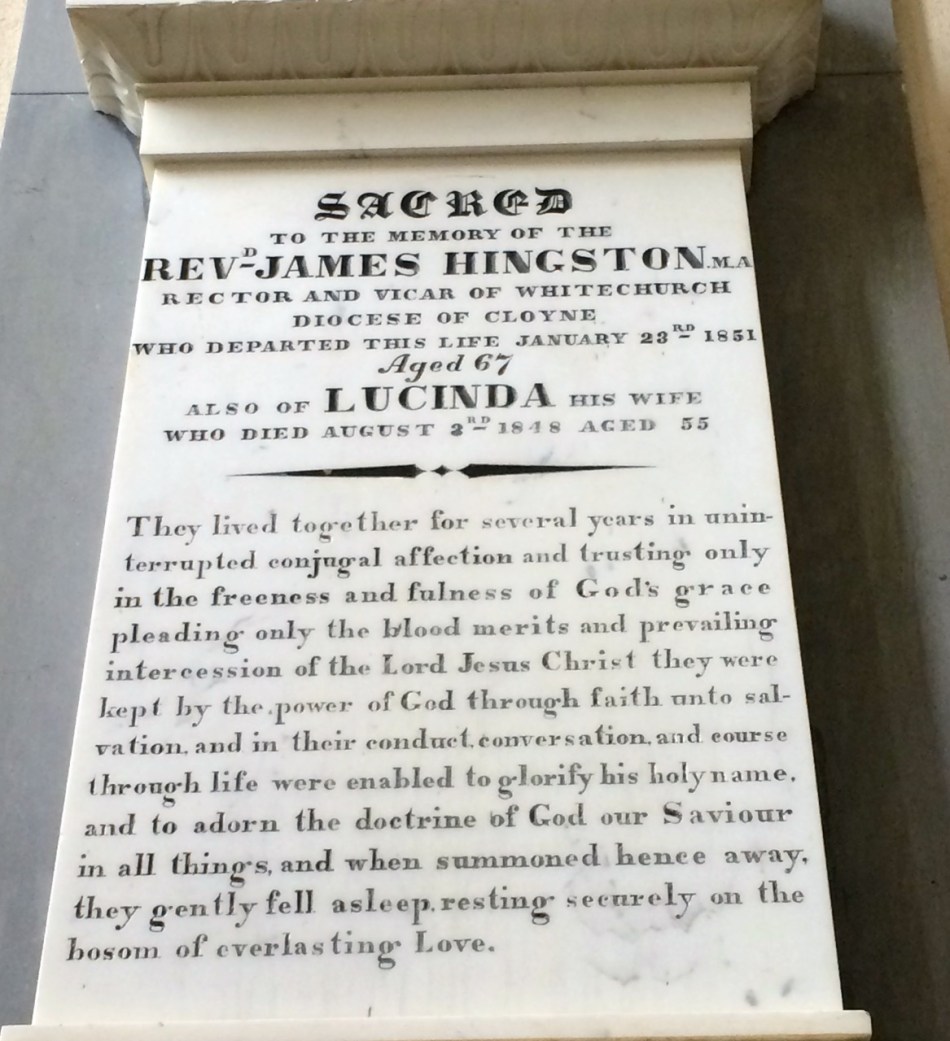 SACRED
TO THE MEMORY OF THE
REVD JAMES HINGSTON.M.A
RECTOR AND VICAR OF WHITECHURCH
DIOCESE OF CLOYNE
WHO DEPARTED THIS LIFE JANUARY 23RD 1851
Aged 67
ALSO OF LUCINDA HIS WIFE
WHO DIED AUGUST 3RD 1848 AGED 55
They lived together for several years in unin-
terrupted conjugal affection and trusting only
in the freeness and fulness of God's grace
pleading only the blood merits and prevailing
intercession of the Lord Jesus Christ they were
kept by the power of God through faith unto sal-
vation, and in their conduct, conversation, and course
through life were enabled to glorify his holy name,
and to adorn the doctrine of God our Saviour
in all things, and when summoned hence away,
they gently fell asleep, resting securely on the
bosom of everlasting Love.